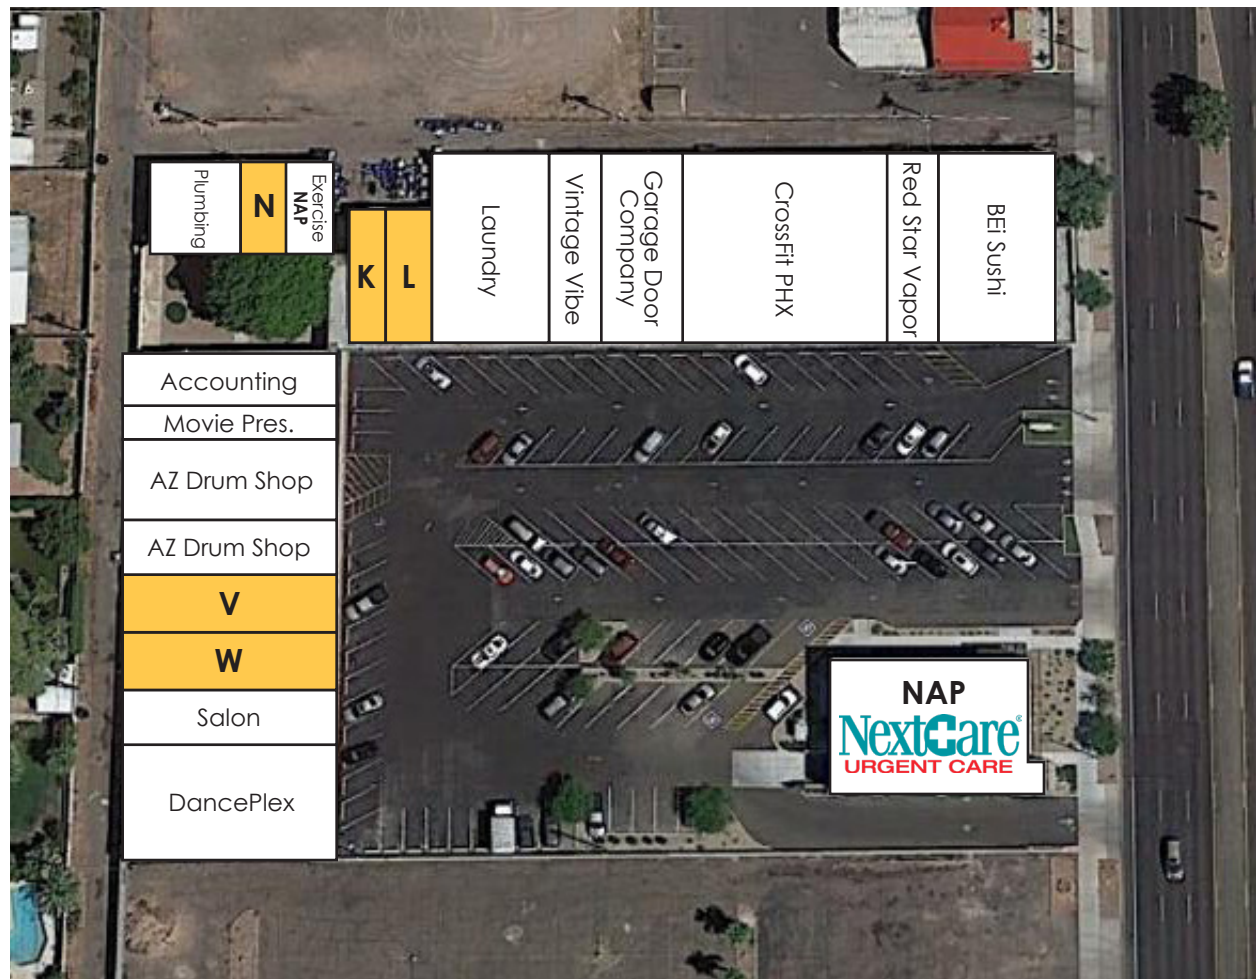 Plumbing
N
Exercise
NAP
K
L
Laundry
Vintage Vibe
Garage Door
Company
CrossFit PHX
Red Star Vapor
BEi Sushi
Accounting
Movie Pres.
AZ Drum Shop
AZ Drum Shop
V
W
Salon
DancePlex
NAP
NextCare®
URGENT CARE